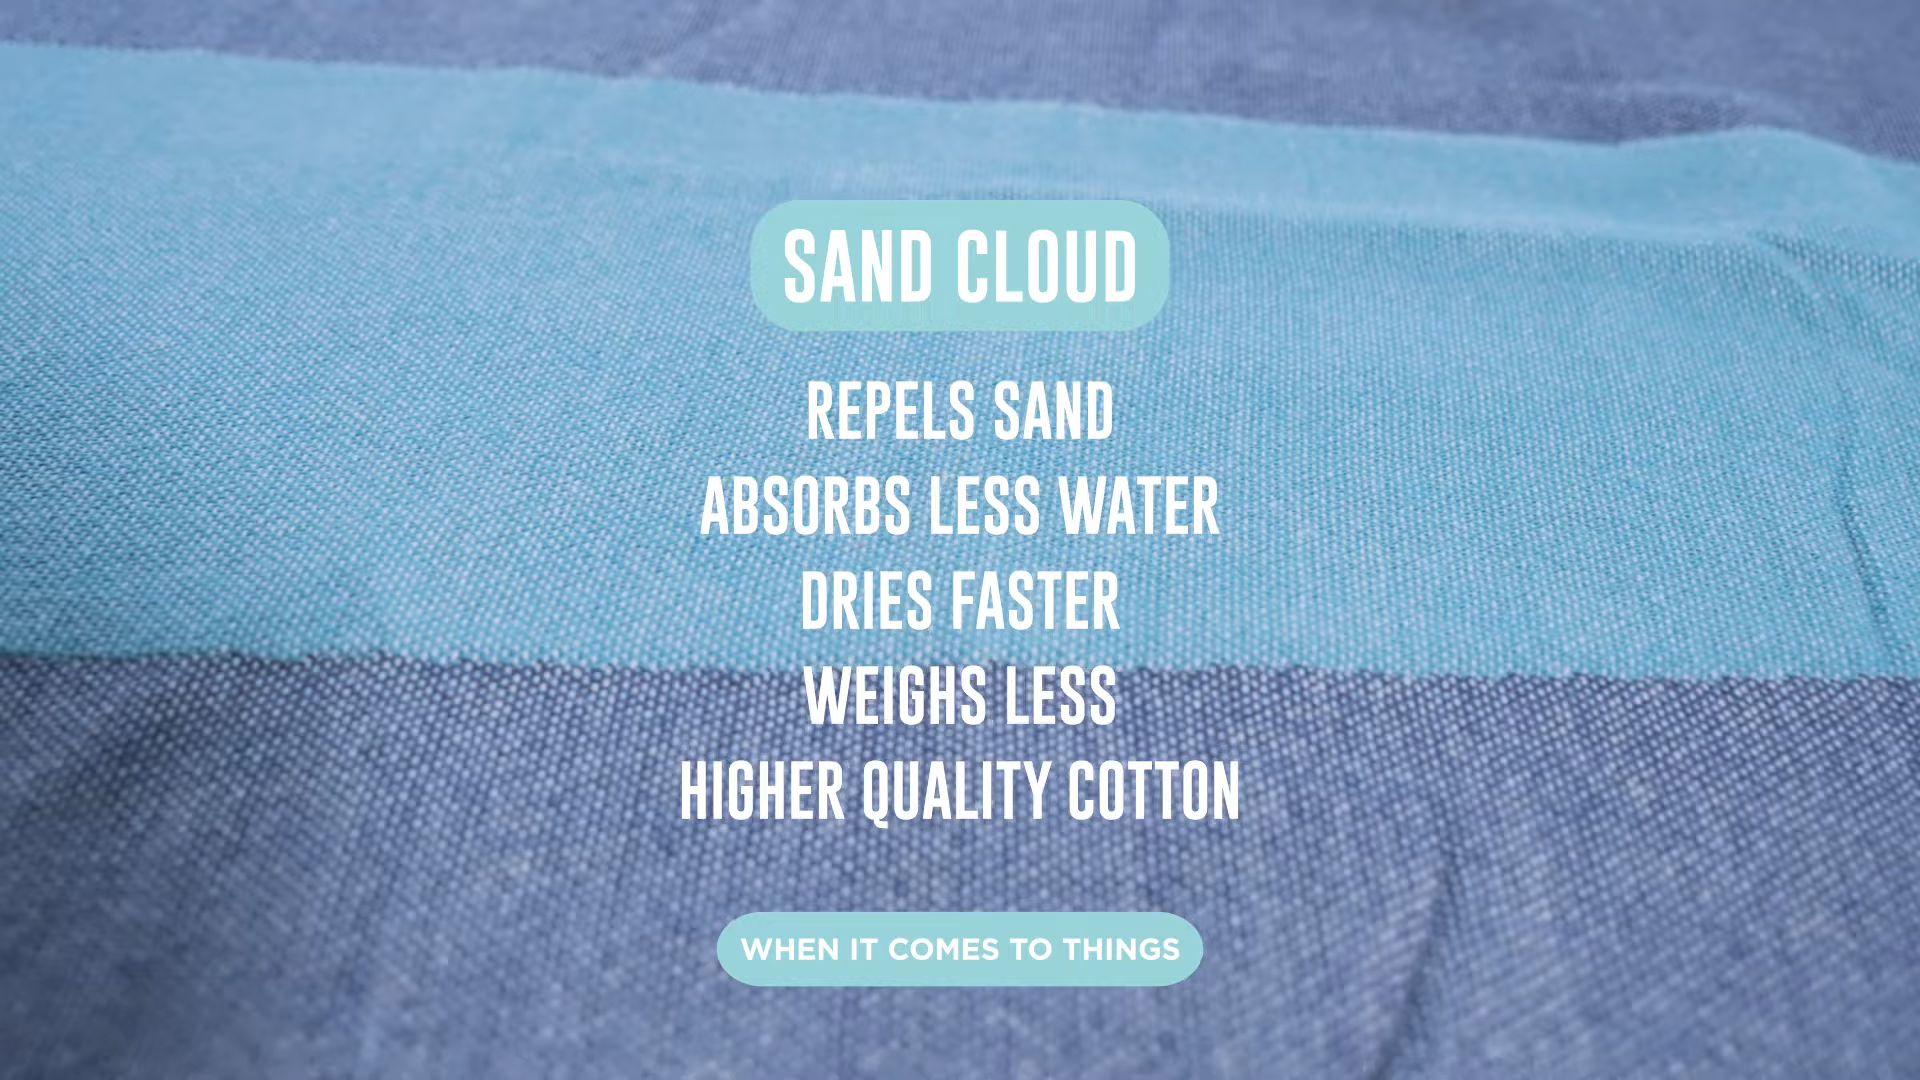 SAND CLOUD
REPELS SAND
ABSORBS LESS WATER
DRIES FASTER
WEIGHS LESS
HIGHER QUALITY COTTON
WHEN IT COMES TO THINGS